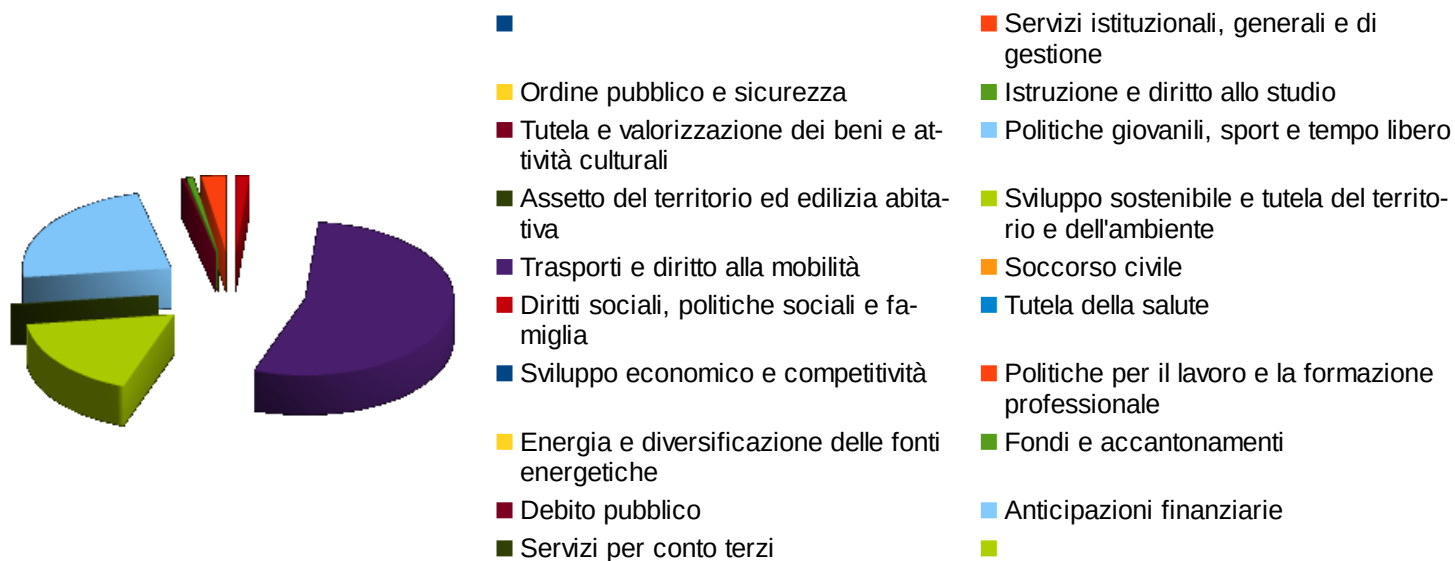 Servizi istituzionali, generali e di
gestione
Ordine pubblico e sicurezza
Istruzione e diritto allo studio
Tutela e valorizzazione dei beni e at-
tività culturali
Politiche giovanili, sport e tempo libero
Assetto del territorio ed edilizia abita-
tiva
Sviluppo sostenibile e tutela del territo-
rio e dell'ambiente
Trasporti e diritto alla mobilità
Soccorso civile
Diritti sociali, politiche sociali e fa-
miglia
Tutela della salute
Sviluppo economico e competitività
Politiche per il lavoro e la formazione
professionale
Energia e diversificazione delle fonti
energetiche
Fondi e accantonamenti
Debito pubblico
Anticipazioni finanziarie
Servizi per conto terzi